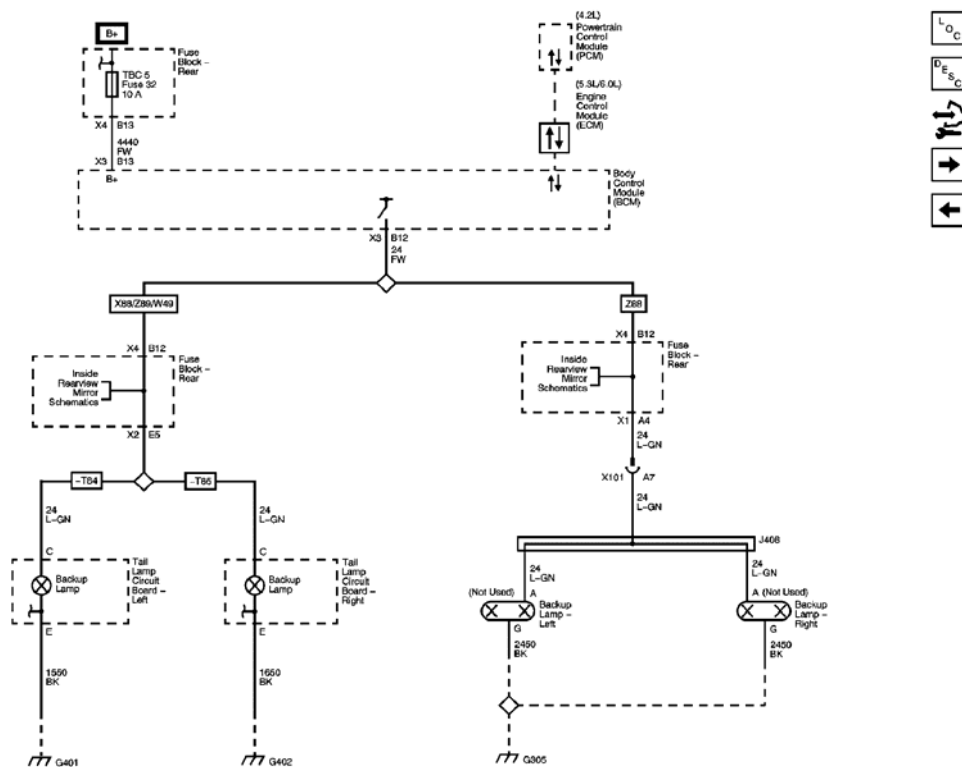 B+
Fuse
Block –
Rear
TBC 5
Fuse 32
10 A
X4 B13
4440
FW
X3 B13
B+
(4.2L)
Powertrain
Control
Module
(PCM)
(5.3L/6.0L)
Engine
Control
Module
(ECM)
Body
Control
Module
(BCM)
X3 B12
24
FW
L O C
D E S C
X88/Z89/W49
Z88
X4 B12
Fuse
Block –
Rear
Inside
Rearview
Mirror
Schematics
X2 E5
X4 B12
Fuse
Block –
Rear
Inside
Rearview
Mirror
Schematics
X1 A4
24
L-GN
X101 A7
24
L-GN
J408
–T84
–T85
24
L-GN
24
L-GN
C
Backup
Lamp
Tail
Lamp
Circuit
Board –
Left
E
1550
BK
G401
C
Backup
Lamp
Tail
Lamp
Circuit
Board –
Right
E
1650
BK
G402
24
L-GN
(Not Used) A
Backup
Lamp –
Left
G
2450
BK
24
L-GN
A (Not Used)
Backup
Lamp –
Right
G
2450
BK
G305